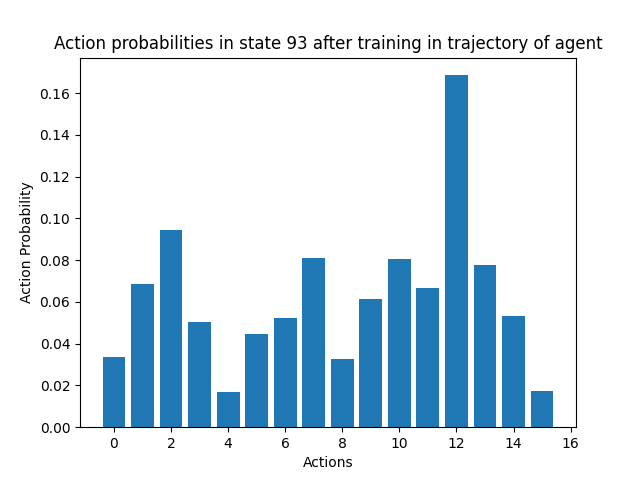 Action probabilities in state 93 after training in trajectory of agent
0.16
0.14
0.12
0.10
0.08
0.06
0.04
0.02
0.00
Action Probability
0 2 4 6 8 10 12 14 16
Actions